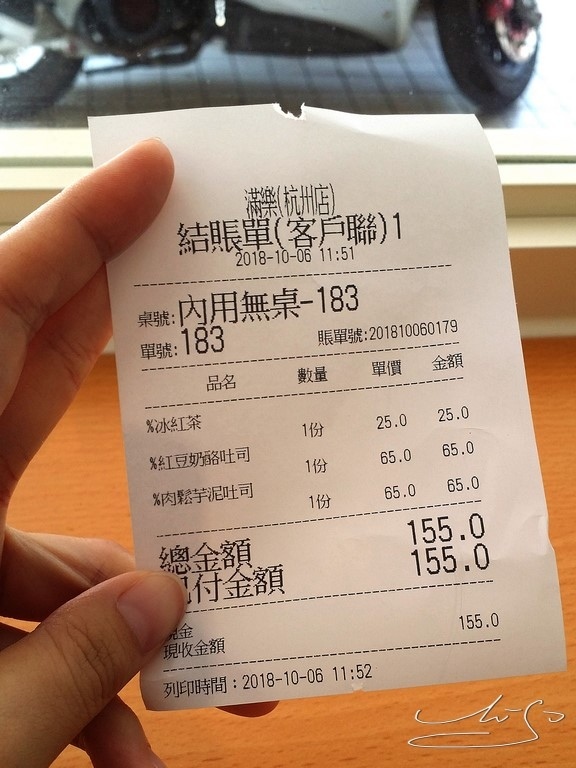 滿樂(杭州店)
結賬單(客戶聯)1
2018-10-06 11:51
桌號:內用無桌-183
單號:183 賬單號:201810060179
品名 數量 單價 金額
%冰紅茶 1份 25.0 25.0
%紅豆奶酪吐司 1份 65.0 65.0
%肉鬆芋泥吐司 1份 65.0 65.0
總金額 155.0
付金額 155.0
現金
現收金額 155.0
列印時間：2018-10-06 11:52